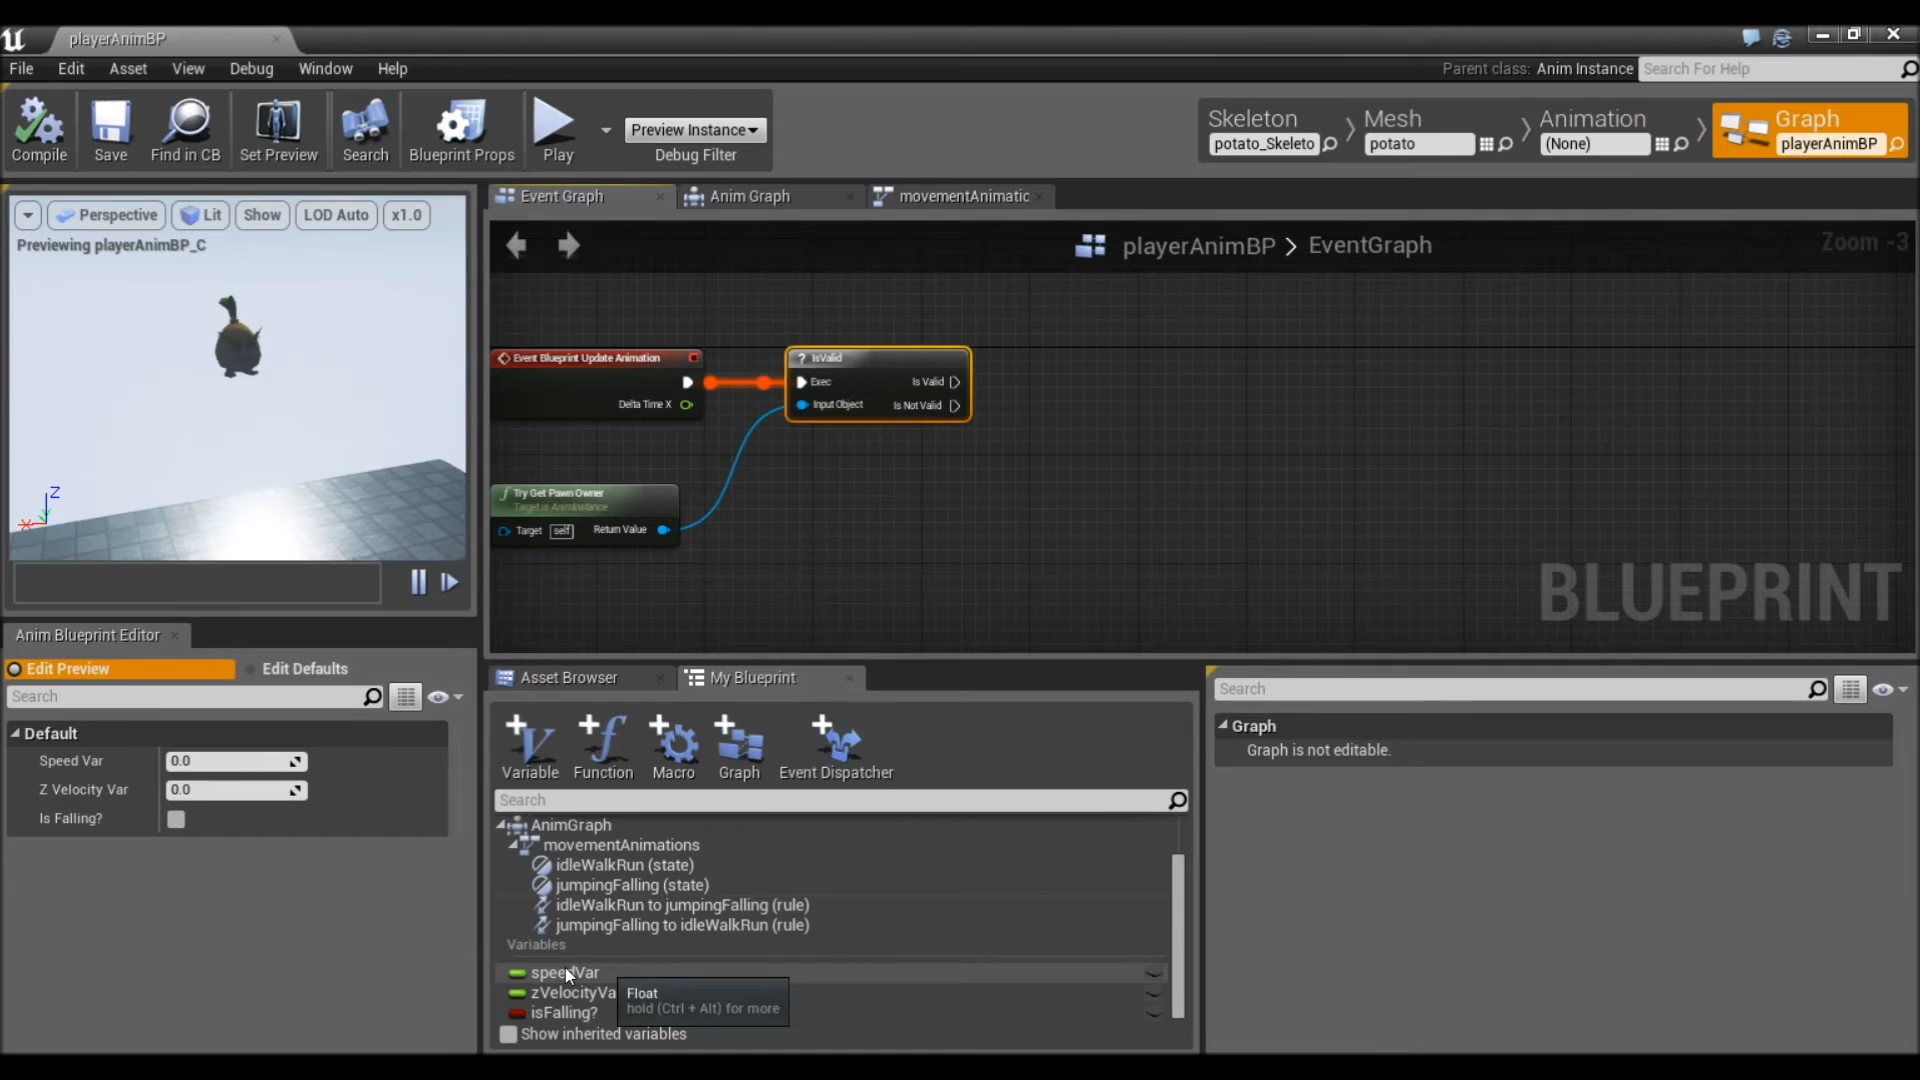 playerAnimBP
File Edit Asset View Debug Window Help
Parent class: Anim Instance Search For Help
Compile Save Find in CB Set Preview Search Blueprint Props Play
Preview Instance
Debug Filter
Skeleton
potato_Skeleto
Mesh
potato
Animation
(None)
Graph
playerAnimBP
Perspective Lit Show LOD Auto x1.0
Previewing playerAnimBP_C
Z
Event Graph Anim Graph movementAnimatic
playerAnimBP > EventGraph
Zoom -3
Event Blueprint Update Animation
Delta Time X
? IsValid
Exec Is Valid
Input Object Is Not Valid
f Try Get Pawn Owner
Target is AnimInstance
Target self Return Value
BLUEPRINT
Anim Blueprint Editor
Edit Preview Edit Defaults
Search
Default
Speed Var 0.0
Z Velocity Var 0.0
Is Falling?
Asset Browser My Blueprint
Variable Function Macro Graph Event Dispatcher
Search
AnimGraph
movementAnimations
idleWalkRun (state)
jumpingFalling (state)
idleWalkRun to jumpingFalling (rule)
jumpingFalling to idleWalkRun (rule)
Variables
speedVar
zVelocityVa
isFalling?
Float
hold (Ctrl + Alt) for more
Show inherited variables
Search
Graph
Graph is not editable.